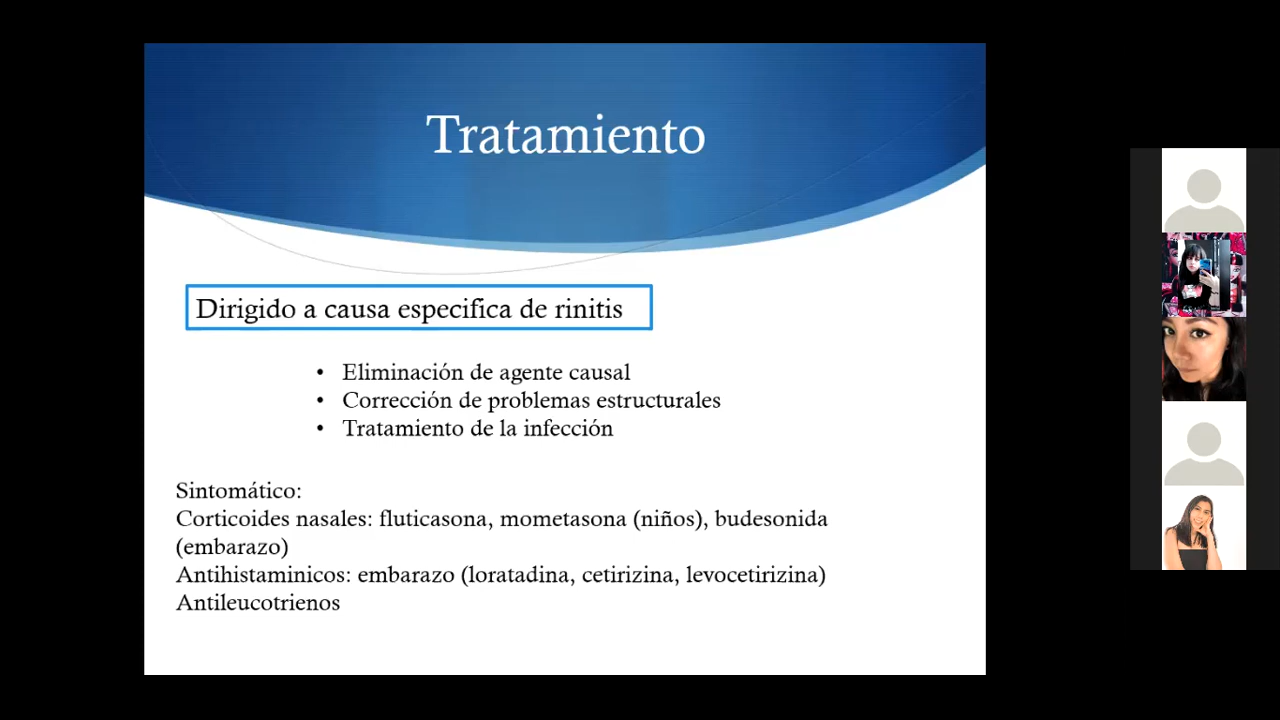 Tratamiento
Dirigido a causa especifica de rinitis
• Eliminación de agente causal
• Corrección de problemas estructurales
• Tratamiento de la infección
Sintomático:
Corticoides nasales: fluticasona, mometasona (niños), budesonida
(embarazo)
Antihistaminicos: embarazo (loratadina, cetirizina, levocetirizina)
Antileucotrienos